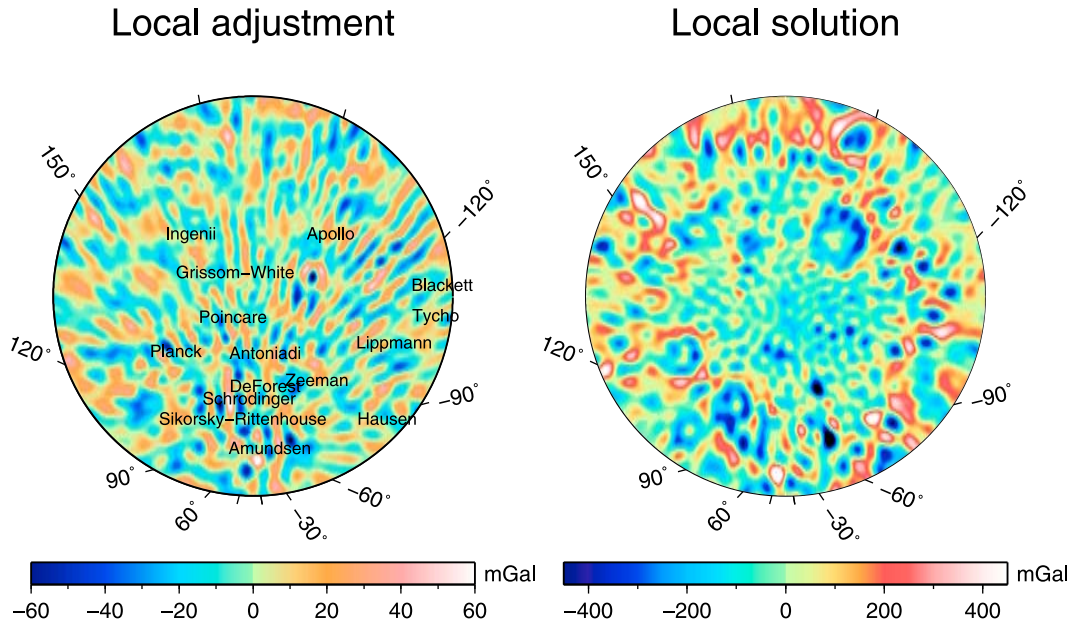 Local adjustment
Local solution
150°
−120°
150°
−120°
Ingenii
Apollo
Grissom−White
Blackett
Poincare
Tycho
Lippmann
120°
Planck
Antoniadi
120°
Zeeman
DeForest
Schrodinger
−90°
−90°
Sikorsky−Rittenhouse
Hausen
Amundsen
90°
−60°
90°
−60°
60°
−30°
60°
−30°
mGal
mGal
−60 −40 −20 0 20 40 60
−400 −200 0 200 400